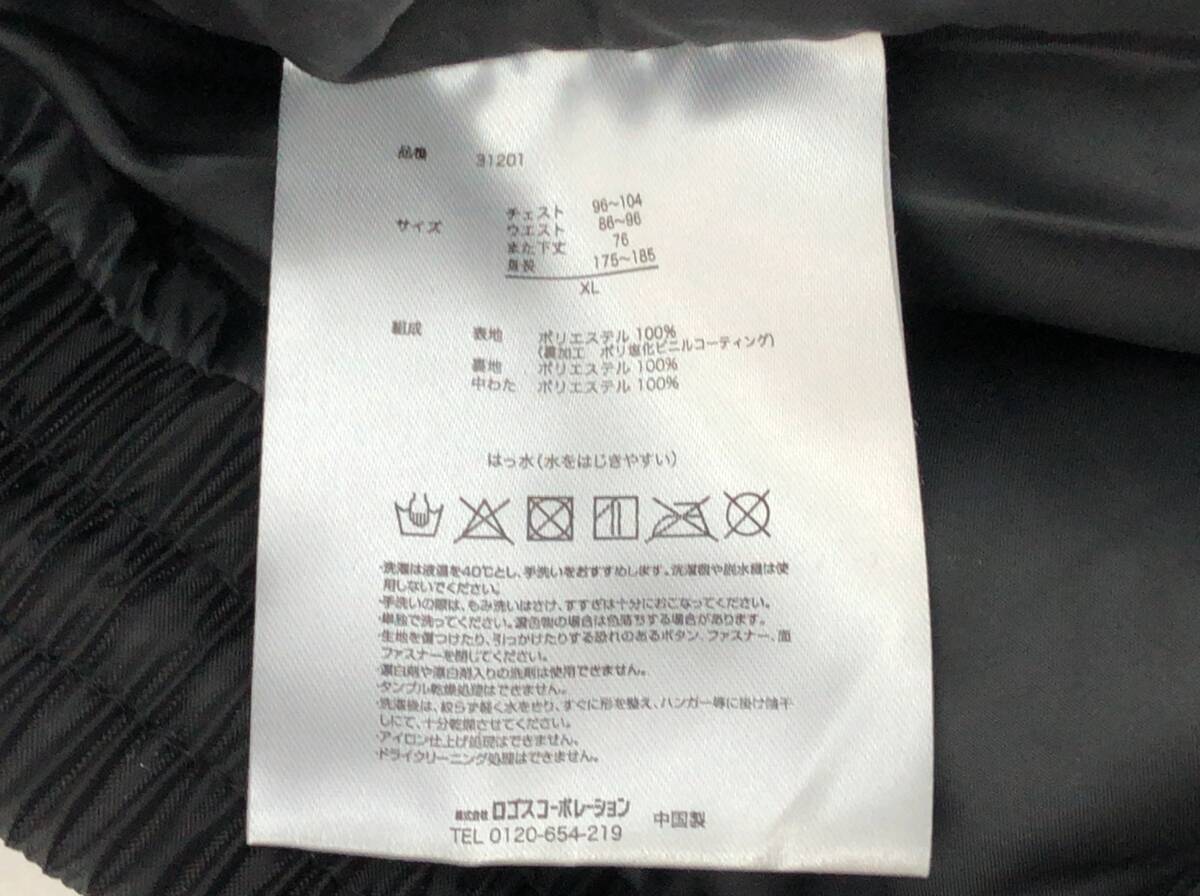 品番 31201
サイズ チェスト 96~104
ウエスト 86~96
また下丈 76
身長 175~185
XL
組成 表地 ポリエステル 100%
(裏加工 ポリ塩化ビニルコーティング)
裏地 ポリエステル 100%
中わた ポリエステル 100%
はっ水(水をはじきやすい)
・洗濯は液温を40℃とし、手洗いをおすすめします。洗濯機や脱水機は使
用しないでください。
・手洗いの際は、もみ洗いはさけ、すすぎは十分におこなってください。
・単独で洗ってください。濃色物の場合は色落ちする場合があります。
・生地を傷つけたり、引っかけたりする恐れのあるボタン、ファスナー、面
ファスナーを閉じてください。
・漂白剤や漂白剤入りの洗剤は使用できません。
・タンブル乾燥処理はできません。
・洗濯後は、絞らず軽く水をきり、すぐに形を整え、ハンガー等に掛け陰干
しにて、十分乾燥させてください。
・アイロン仕上げ処理はできません。
・ドライクリーニング処理はできません。
株式会社 ロゴスコーポレーション
TEL 0120-654-219 中国製